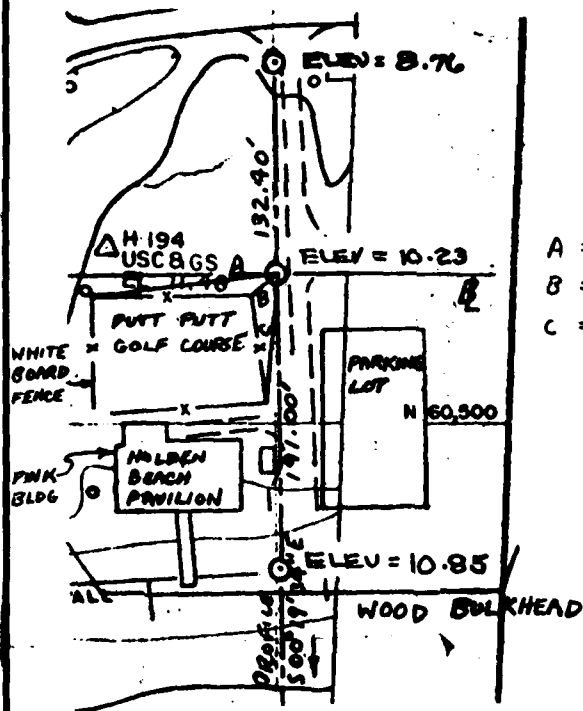 ELEV = 8.76
132.40'
H 194
USC & GS
A
ELEV = 10.23
A =
B =
C =
B
PUTT PUTT
GOLF COURSE
C
WHITE
BOARD
FENCE
PARKING
LOT
N 60,500
191.00'
PINK
BLDG
HOLDEN
BEACH
PAVILION
ELEV = 10.85
WOOD BULKHEAD
PROFILE